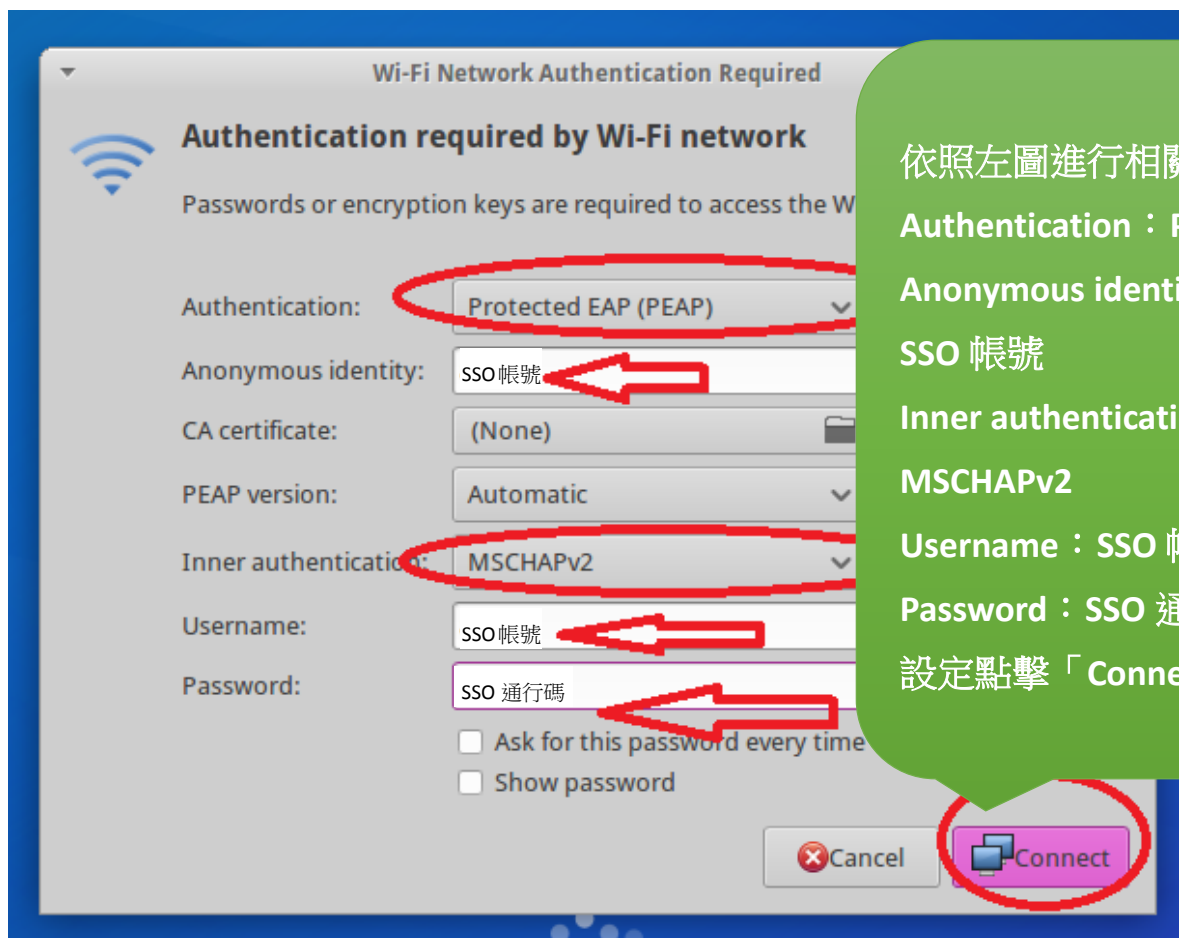 Wi-Fi Network Authentication Required
Authentication required by Wi-Fi network
Passwords or encryption keys are required to access the
Authentication: Protected EAP (PEAP)
Anonymous identity: SSO帳號
CA certificate: (None)
PEAP version: Automatic
Inner authentication: MSCHAPv2
Username: SSO帳號
Password: SSO 通行碼
Ask for this password every time
Show password
Cancel Connect
依照左圖進行相
Authentication：
Anonymous
SSO 帳號
Inner
MSCHAPv2
Username：SSO
Password：SSO
設定點擊「